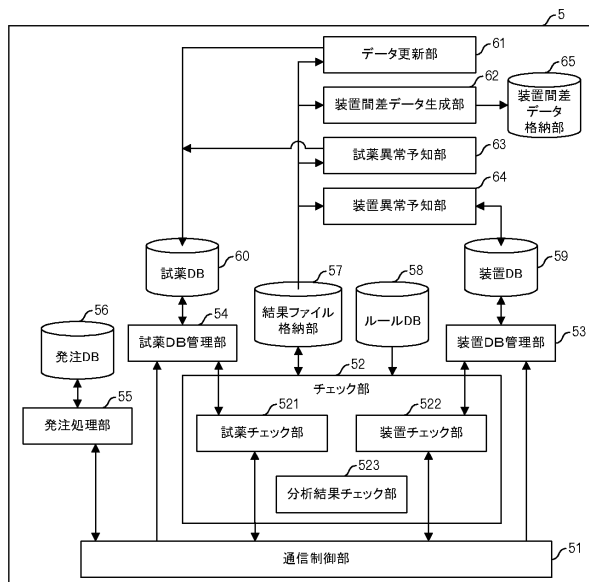 5
データ更新部
61
62
65
装置間差データ生成部
装置間差
データ
格納部
試薬異常予知部
63
64
装置異常予知部
試薬DB
60
57
結果ファイル
格納部
58
ルールDB
装置DB
59
56
発注DB
54
試薬DB管理部
装置DB管理部
53
52
チェック部
55
発注処理部
521
試薬チェック部
522
装置チェック部
523
分析結果チェック部
通信制御部
51